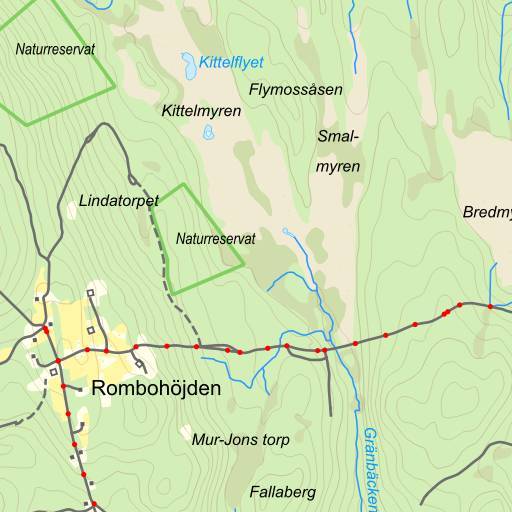 Naturreservat
Kittelflyet
Flymossåsen
Kittelmyren
Smal-
myren
Lindatorpet
Bredmy
Naturreservat
Rombohöjden
Mur-Jons torp
Gränbäcken
Fallaberg